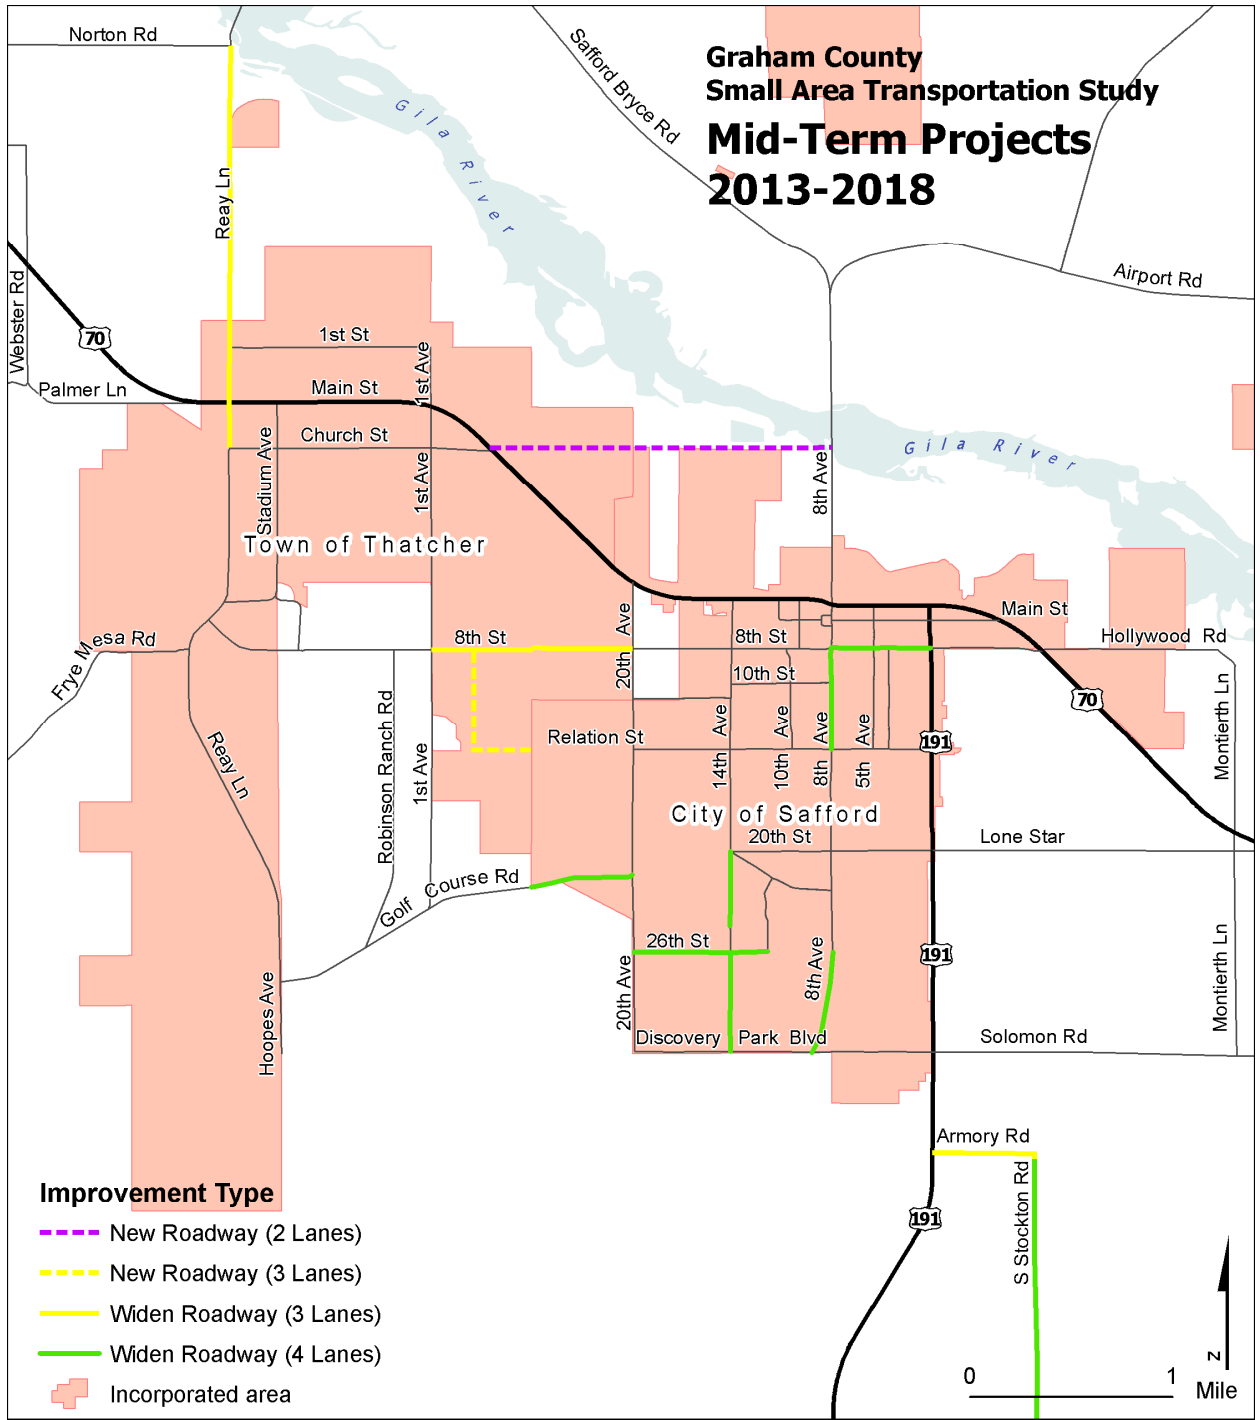 Norton Rd
Safford Bryce Rd
Graham County
Small Area Transportation Study
Mid-Term Projects
2013-2018
Gila River
Reay Ln
Airport Rd
Webster Rd
70
1st St
1st Ave
Palmer Ln
Main St
Church St
Stadium Ave
1st Ave
8th Ave
Gila River
Town of Thatcher
Frye Mesa Rd
8th St
20th Ave
8th St
Main St
Hollywood Rd
10th St
70
Montierth Ln
Reay Ln
Robinson Ranch Rd
1st Ave
Relation St
14th Ave
10th Ave
8th Ave
5th Ave
191
City of Safford
20th St
Lone Star
Golf Course Rd
26th St
8th Ave
191
Montierth Ln
Hoopes Ave
20th Ave
Discovery Park Blvd
Solomon Rd
Armory Rd
S Stockton Rd
191
Improvement Type
New Roadway (2 Lanes)
New Roadway (3 Lanes)
Widen Roadway (3 Lanes)
Widen Roadway (4 Lanes)
Incorporated area
N
0 1
Mile